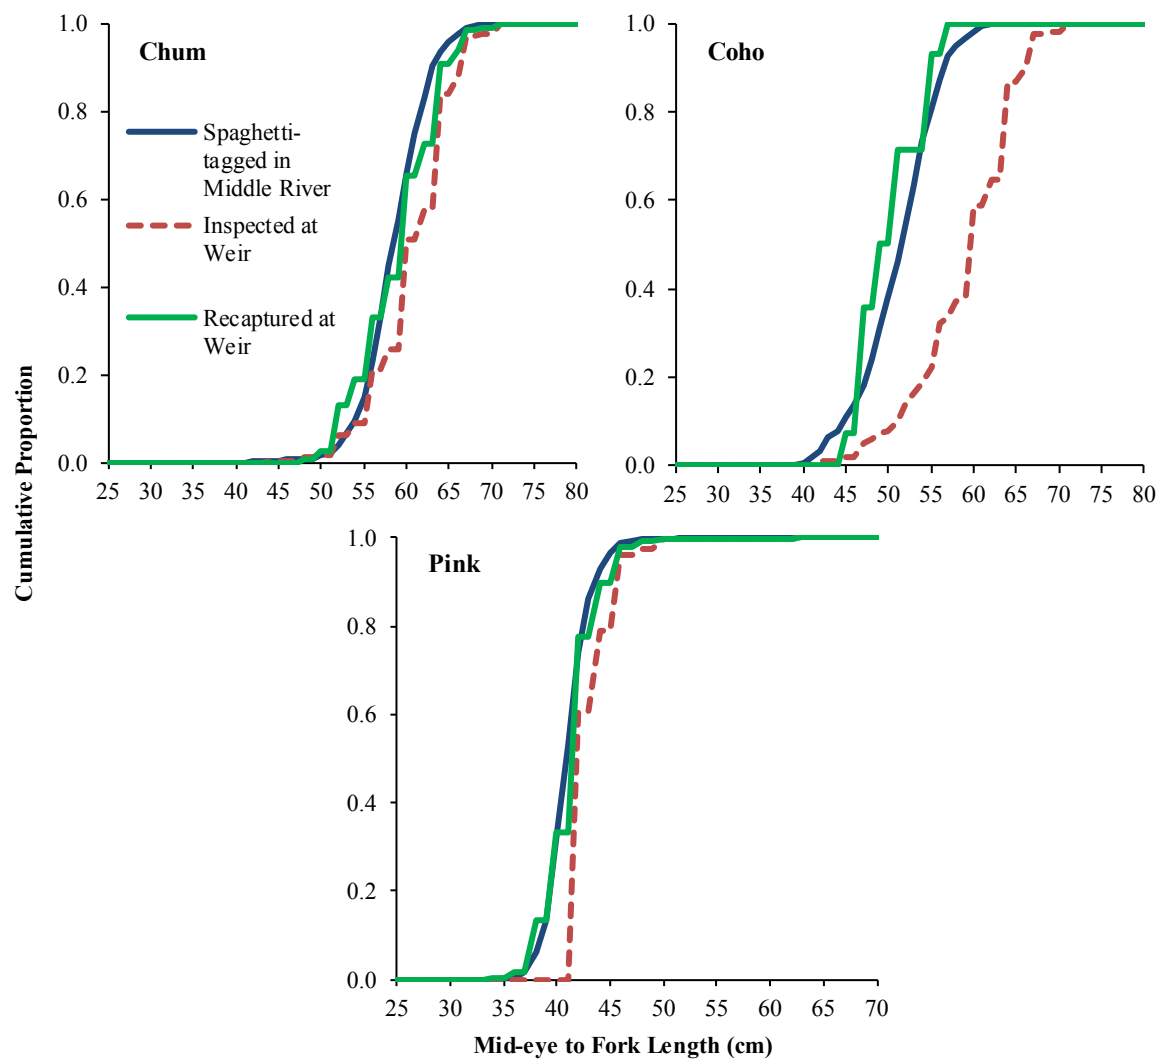 Chum
Spaghetti-
tagged in
Middle River
Inspected at
Weir
Recaptured at
Weir
1.0
0.8
0.6
0.4
0.2
0.0
25 30 35 40 45 50 55 60 65 70 75 80
Coho
1.0
0.8
0.6
0.4
0.2
0.0
25 30 35 40 45 50 55 60 65 70 75 80
Cumulative Proportion
Pink
1.0
0.8
0.6
0.4
0.2
0.0
25 30 35 40 45 50 55 60 65 70
Mid-eye to Fork Length (cm)